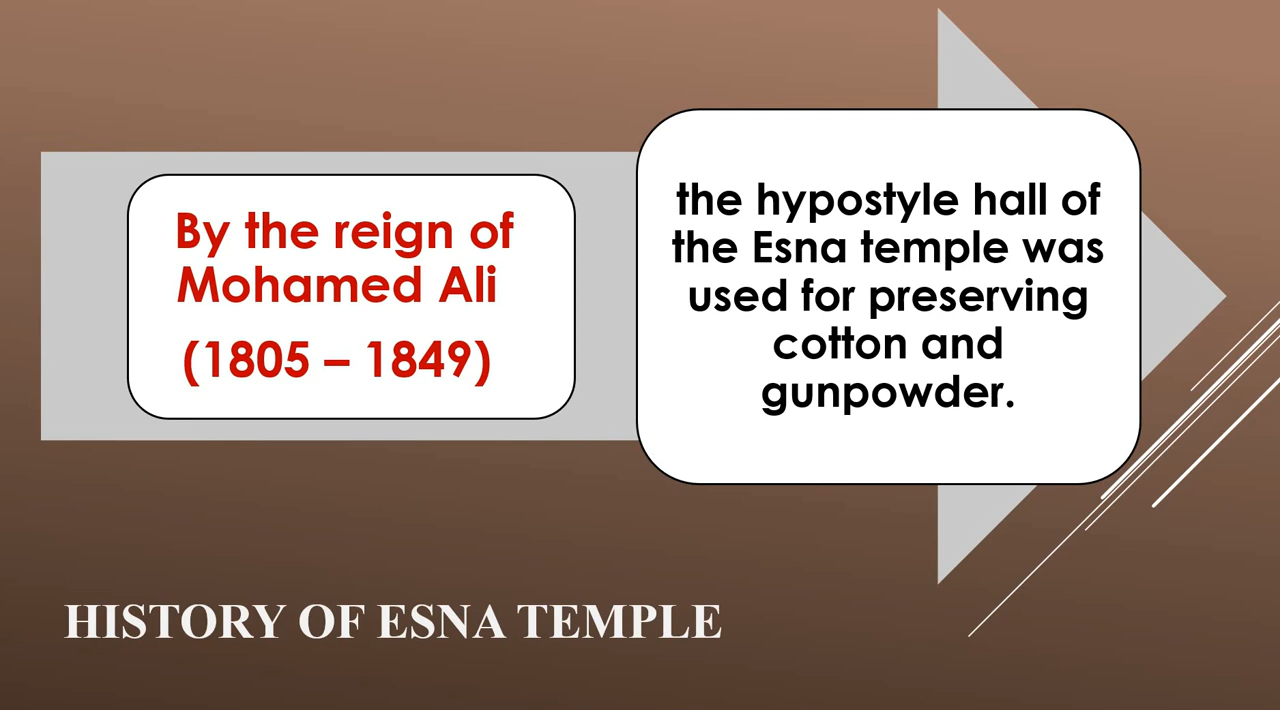 By the reign of
Mohamed Ali
(1805 – 1849)
the hypostyle hall of
the Esna temple was
used for preserving
cotton and
gunpowder.
HISTORY OF ESNA TEMPLE